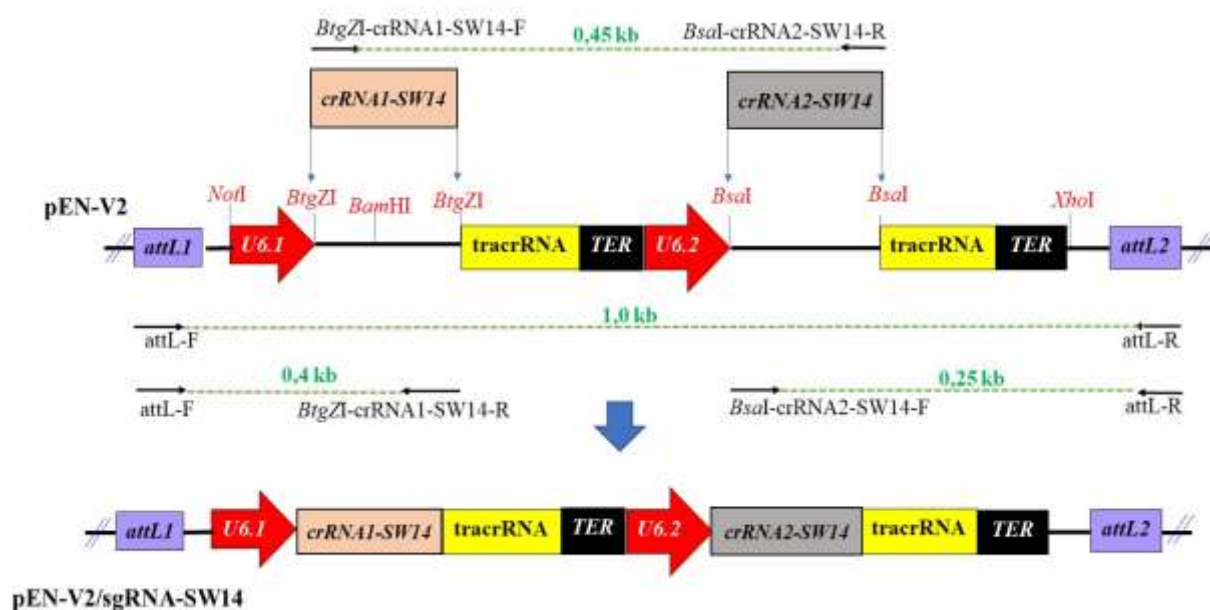 BtgZI-crRNA1-SW14-F
0,45 kb
BsaI-crRNA2-SW14-R
crRNA1-SW14
crRNA2-SW14
pEN-V2
NotI
BtgZI
BamHI
BtgZI
BsaI
BsaI
XhoI
attL1
U6.1
tracrRNA
TER
U6.2
tracrRNA
TER
attL2
1,0 kb
attL-F
attL-R
0,4 kb
0,25 kb
attL-F
BtgZI-crRNA1-SW14-R
BsaI-crRNA2-SW14-F
attL-R
attL1
U6.1
crRNA1-SW14
tracrRNA
TER
U6.2
crRNA2-SW14
tracrRNA
TER
attL2
pEN-V2/sgRNA-SW14